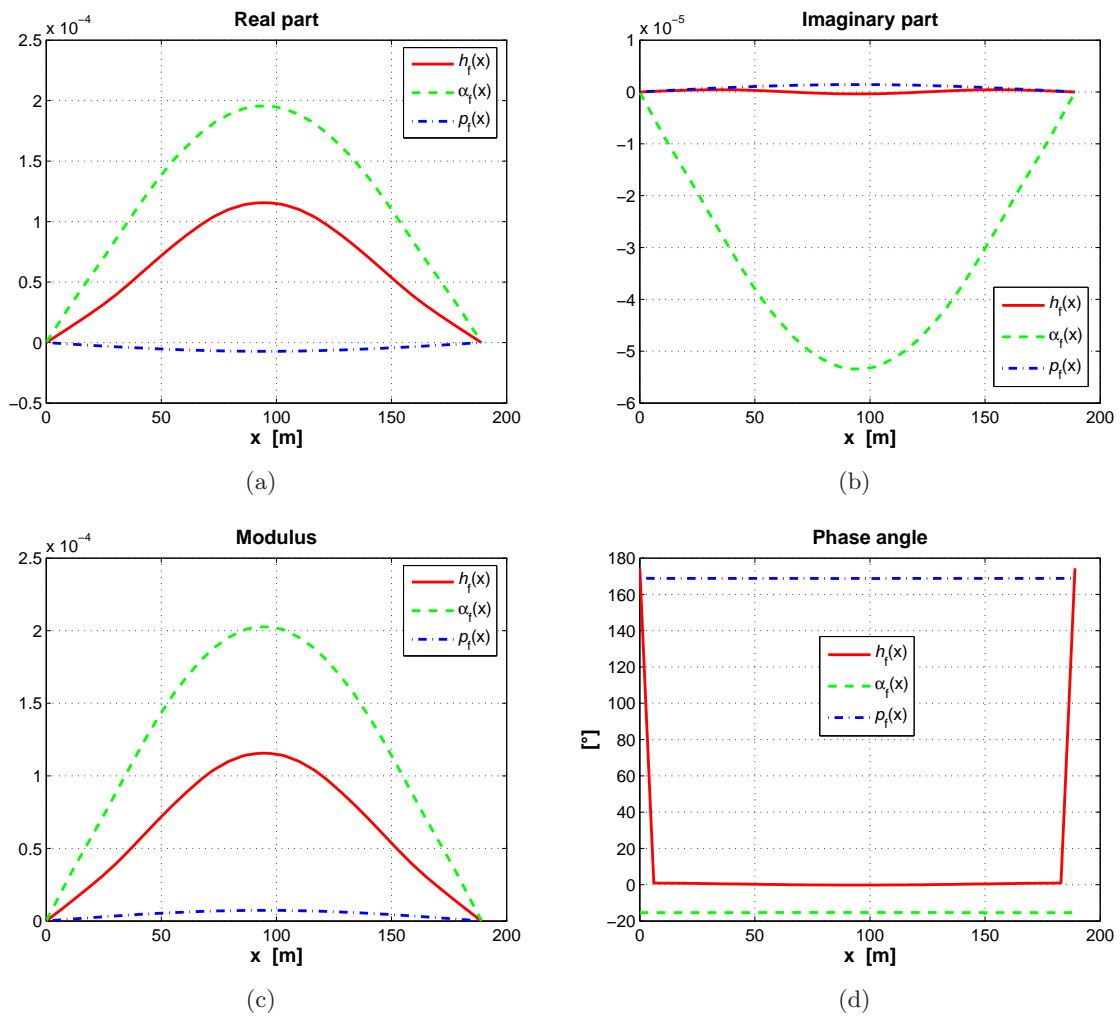 Real part
x 10⁻⁴
2.5
2
1.5
1
0.5
0
−0.5
0 50 100 150 200
x [m]
h_f(x)
α_f(x)
p_f(x)
(a)
Imaginary part
x 10⁻⁵
1
0
−1
−2
−3
−4
−5
−6
0 50 100 150 200
x [m]
h_f(x)
α_f(x)
p_f(x)
(b)
Modulus
x 10⁻⁴
2.5
2
1.5
1
0.5
0
0 50 100 150 200
x [m]
h_f(x)
α_f(x)
p_f(x)
(c)
Phase angle
180
160
140
120
100
80
60
40
20
0
−20
[°]
0 50 100 150 200
x [m]
h_f(x)
α_f(x)
p_f(x)
(d)